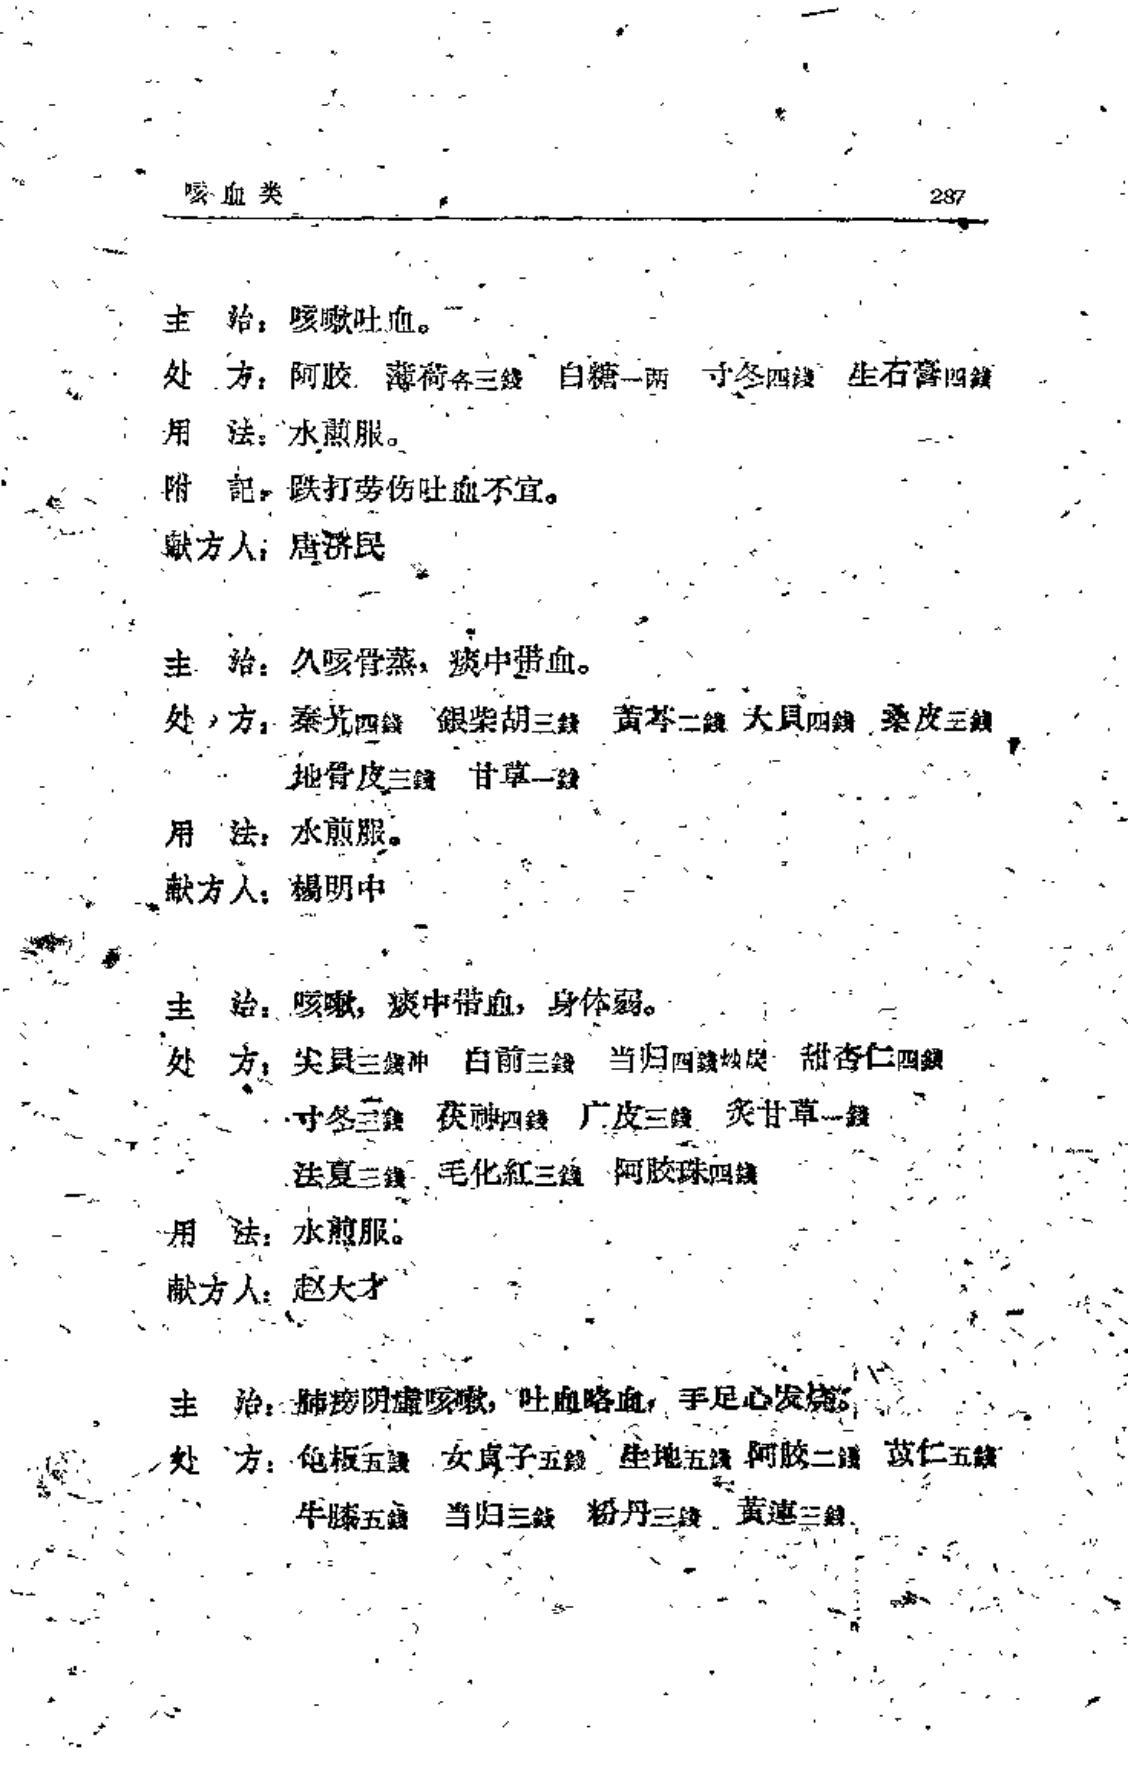 咳血类 287
主 治：咳嗽吐血。
处 方：阿胶 薄荷各三錢 白糖一两 寸冬四錢 生石膏四錢
用 法：水煎服。
附 記：跌打劳伤吐血不宜。
献方人：唐济民
主 治：久咳骨蒸，痰中带血。
处 方：秦艽四錢 銀柴胡三錢 黃芩二錢 大貝四錢 桑皮三錢
地骨皮三錢 甘草一錢
用 法：水煎服。
献方人：楊明中
主 治：咳嗽，痰中带血，身体弱。
处 方：尖貝三錢冲 白前三錢 当归四錢炒炭 甜杏仁四錢
寸冬三錢 茯神四錢 广皮三錢 炙甘草一錢
法夏三錢 毛化紅三錢 阿胶珠四錢
用 法：水煎服。
献方人：赵大才
主 治：肺痨阴虚咳嗽，吐血咯血，手足心发烧。
处 方：龟板五錢 女貞子五錢 生地五錢 阿胶二錢 苡仁五錢
牛膝五錢 当归三錢 粉丹三錢 黃連三錢